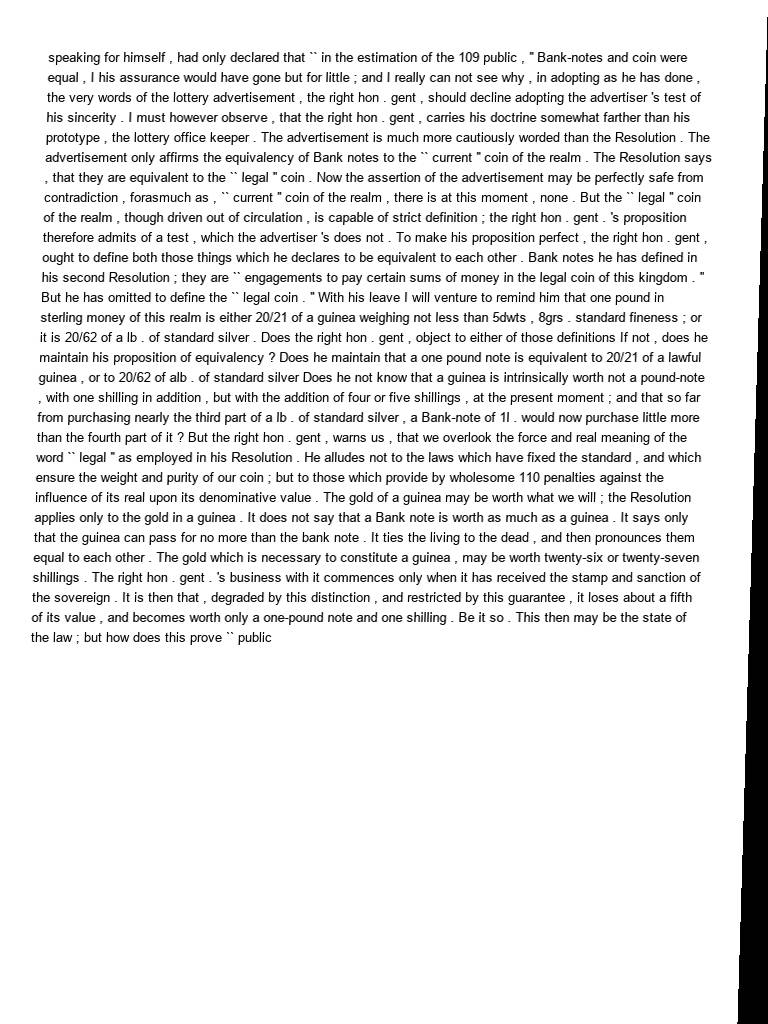 speaking for himself , had only declared that `` in the estimation of the 109 public , '' Bank-notes and coin were
equal , I his assurance would have gone but for little ; and I really can not see why , in adopting as he has done ,
the very words of the lottery advertisement , the right hon . gent , should decline adopting the advertiser 's test of
his sincerity . I must however observe , that the right hon . gent , carries his doctrine somewhat farther than his
prototype , the lottery office keeper . The advertisement is much more cautiously worded than the Resolution . The
advertisement only affirms the equivalency of Bank notes to the `` current '' coin of the realm . The Resolution says
, that they are equivalent to the `` legal '' coin . Now the assertion of the advertisement may be perfectly safe from
contradiction , forasmuch as , `` current '' coin of the realm , there is at this moment , none . But the `` legal '' coin
of the realm , though driven out of circulation , is capable of strict definition ; the right hon . gent . 's proposition
therefore admits of a test , which the advertiser 's does not . To make his proposition perfect , the right hon . gent ,
ought to define both those things which he declares to be equivalent to each other . Bank notes he has defined in
his second Resolution ; they are `` engagements to pay certain sums of money in the legal coin of this kingdom . ''
But he has omitted to define the `` legal coin . '' With his leave I will venture to remind him that one pound in
sterling money of this realm is either 20/21 of a guinea weighing not less than 5dwts , 8grs . standard fineness ; or
it is 20/62 of a lb . of standard silver . Does the right hon . gent , object to either of those definitions If not , does he
maintain his proposition of equivalency ? Does he maintain that a one pound note is equivalent to 20/21 of a lawful
guinea , or to 20/62 of alb . of standard silver Does he not know that a guinea is intrinsically worth not a pound-note
, with one shilling in addition , but with the addition of four or five shillings , at the present moment ; and that so far
from purchasing nearly the third part of a lb . of standard silver , a Bank-note of 1l . would now purchase little more
than the fourth part of it ? But the right hon . gent , warns us , that we overlook the force and real meaning of the
word `` legal '' as employed in his Resolution . He alludes not to the laws which have fixed the standard , and which
ensure the weight and purity of our coin ; but to those which provide by wholesome 110 penalties against the
influence of its real upon its denominative value . The gold of a guinea may be worth what we will ; the Resolution
applies only to the gold in a guinea . It does not say that a Bank note is worth as much as a guinea . It says only
that the guinea can pass for no more than the bank note . It ties the living to the dead , and then pronounces them
equal to each other . The gold which is necessary to constitute a guinea , may be worth twenty-six or twenty-seven
shillings . The right hon . gent . 's business with it commences only when it has received the stamp and sanction of
the sovereign . It is then that , degraded by this distinction , and restricted by this guarantee , it loses about a fifth
of its value , and becomes worth only a one-pound note and one shilling . Be it so . This then may be the state of
the law ; but how does this prove `` public